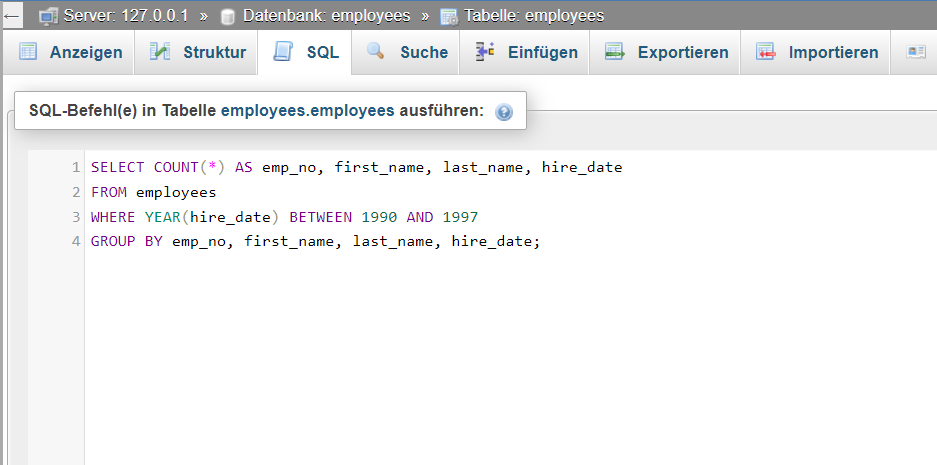 ← Server: 127.0.0.1 » Datenbank: employees » Tabelle: employees
Anzeigen Struktur SQL Suche Einfügen Exportieren Importieren
SQL-Befehl(e) in Tabelle employees.employees ausführen:
1 SELECT COUNT(*) AS emp_no, first_name, last_name, hire_date
2 FROM employees
3 WHERE YEAR(hire_date) BETWEEN 1990 AND 1997
4 GROUP BY emp_no, first_name, last_name, hire_date;